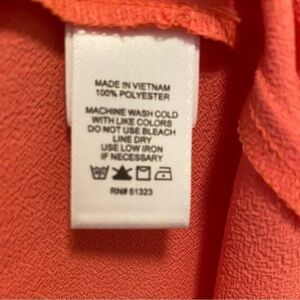 MADE IN VIETNAM
100% POLYESTER
MACHINE WASH COLD
WITH LIKE COLORS
DO NOT USE BLEACH
LINE DRY
USE LOW IRON
IF NECESSARY
RN# 51323